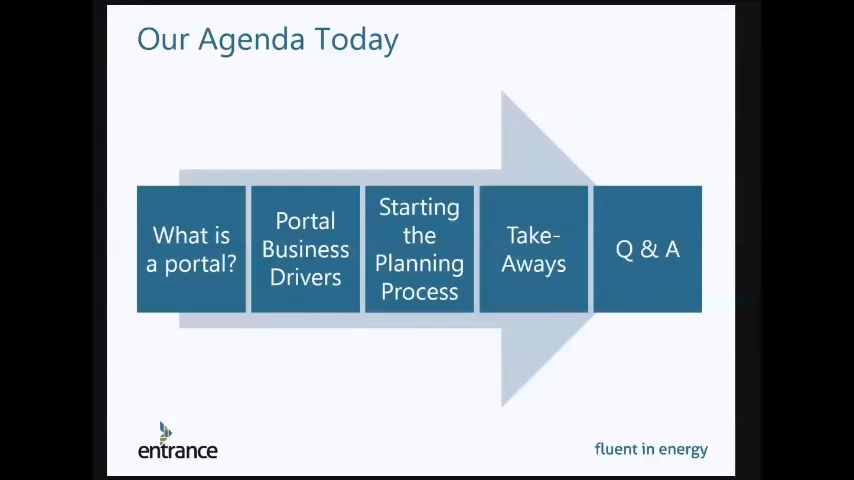 Our Agenda Today
What is
a portal?
Portal
Business
Drivers
Starting
the
Planning
Process
Take-
Aways
Q & A
entrance
fluent in energy